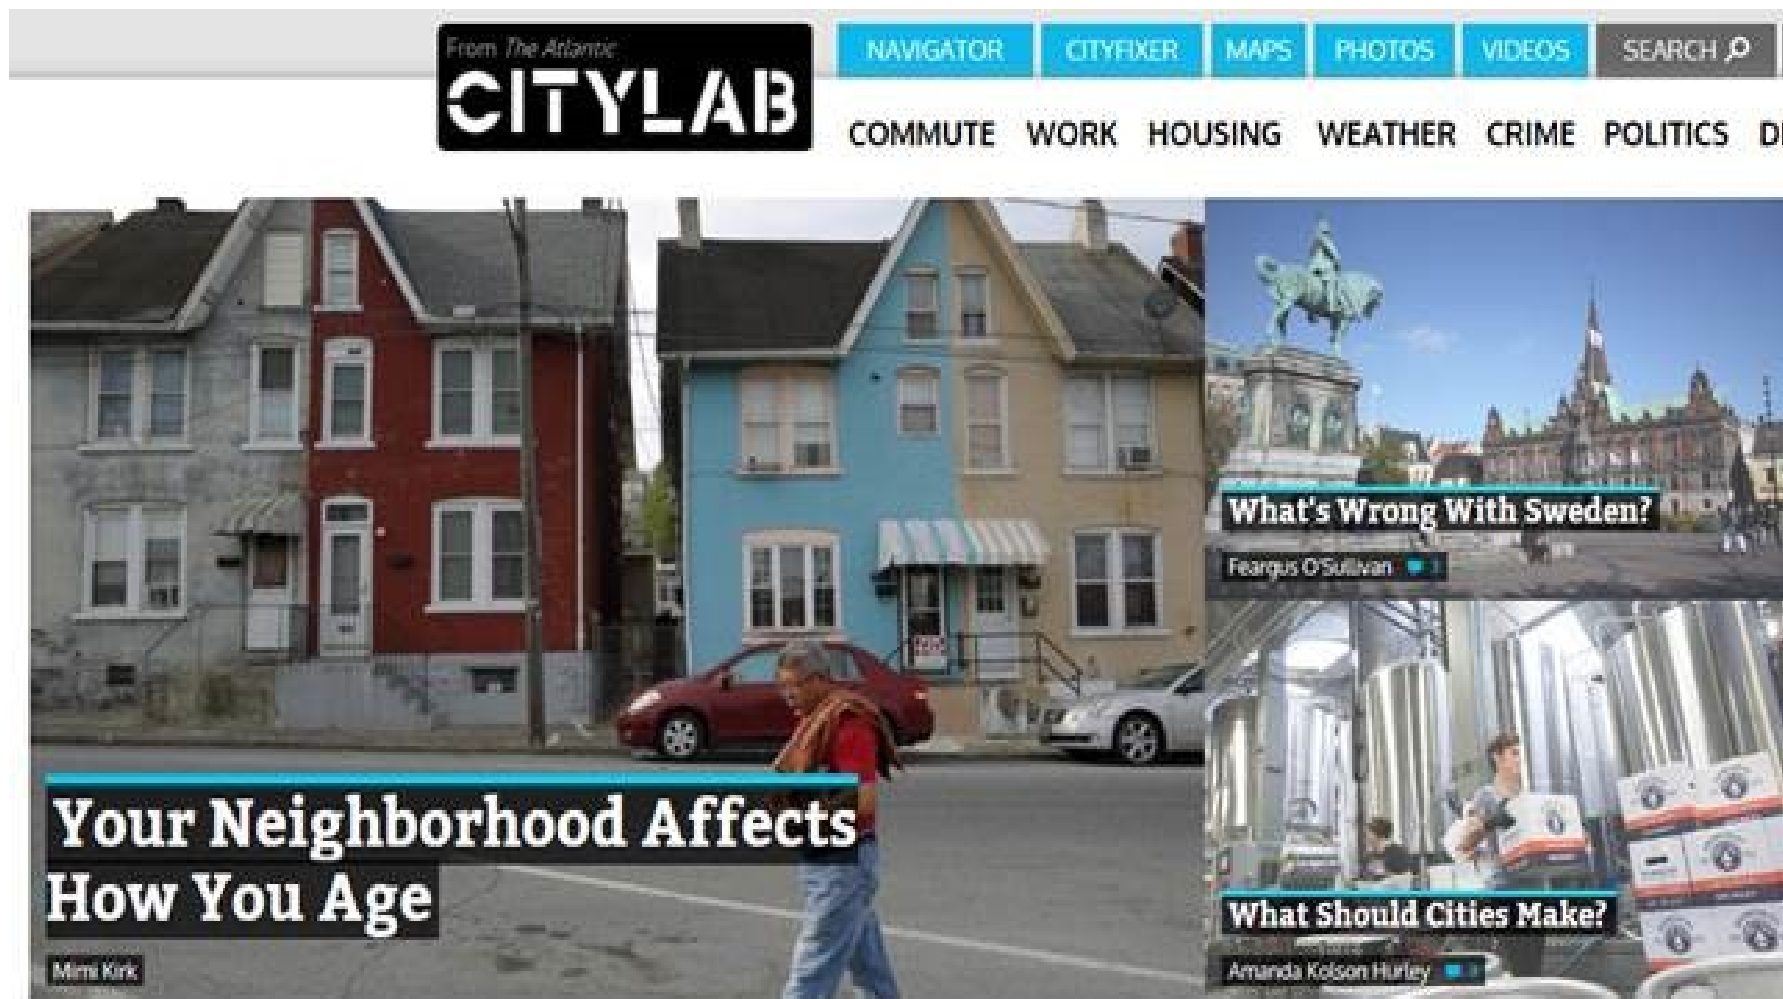 From The Atlantic
CITYLAB
NAVIGATOR CITYFIXER MAPS PHOTOS VIDEOS SEARCH
COMMUTE WORK HOUSING WEATHER CRIME POLITICS
What's Wrong With Sweden?
Feargus O'Sullivan
Your Neighborhood Affects
How You Age
Mimi Kirk
What Should Cities Make?
Amanda Kolson Hurley